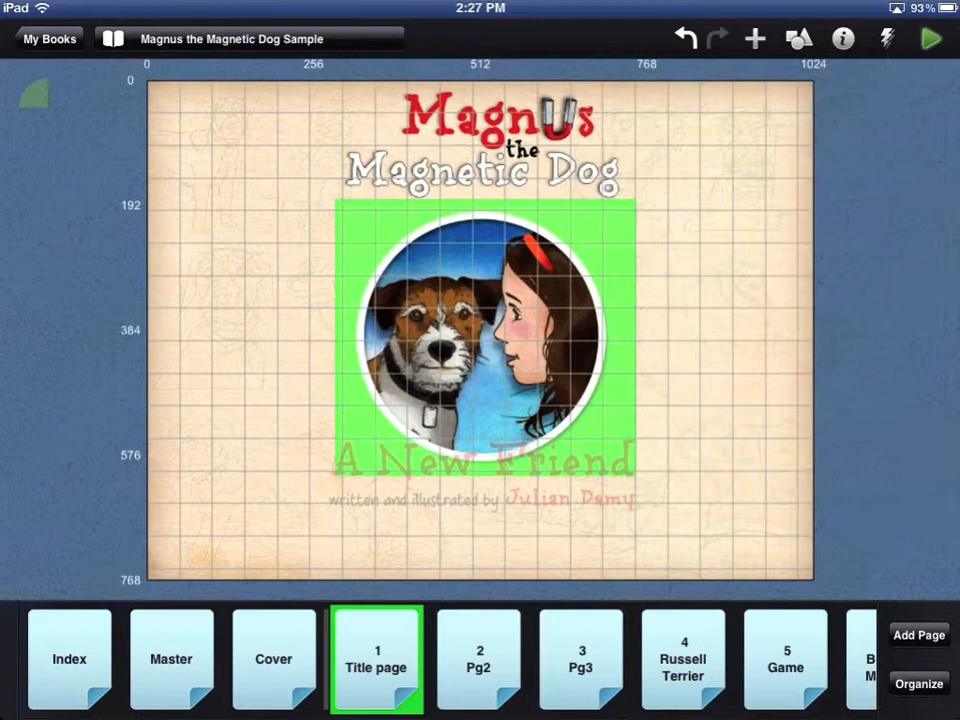 iPad 2:27 PM 93%
My Books Magnus the Magnetic Dog Sample
0 256 512 768 1024
0
192
384
576
768
Magnus
the
Magnetic Dog
A New Friend
written and illustrated by Julian Damy
Index
Master
Cover
1
Title page
2
Pg2
3
Pg3
4
Russell
Terrier
5
Game
B
M
Add Page
Organize